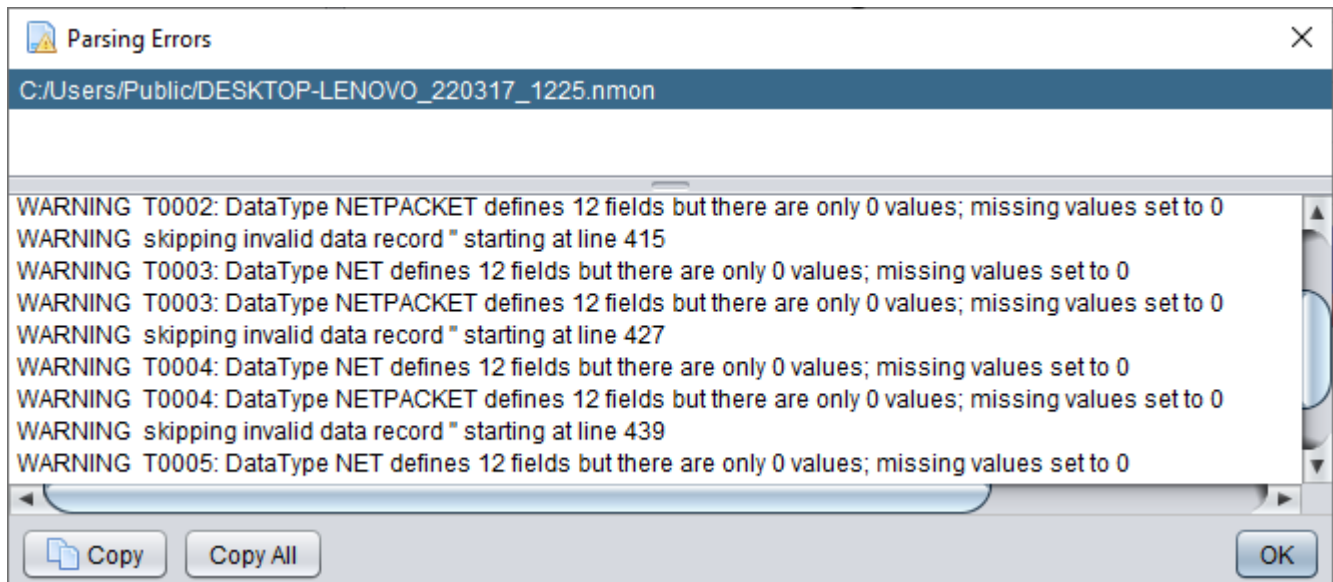 Parsing Errors
C:/Users/Public/DESKTOP-LENOVO_220317_1225.nmon
WARNING T0002: DataType NETPACKET defines 12 fields but there are only 0 values; missing values set to 0
WARNING skipping invalid data record '' starting at line 415
WARNING T0003: DataType NET defines 12 fields but there are only 0 values; missing values set to 0
WARNING T0003: DataType NETPACKET defines 12 fields but there are only 0 values; missing values set to 0
WARNING skipping invalid data record '' starting at line 427
WARNING T0004: DataType NET defines 12 fields but there are only 0 values; missing values set to 0
WARNING T0004: DataType NETPACKET defines 12 fields but there are only 0 values; missing values set to 0
WARNING skipping invalid data record '' starting at line 439
WARNING T0005: DataType NET defines 12 fields but there are only 0 values; missing values set to 0
Copy Copy All OK